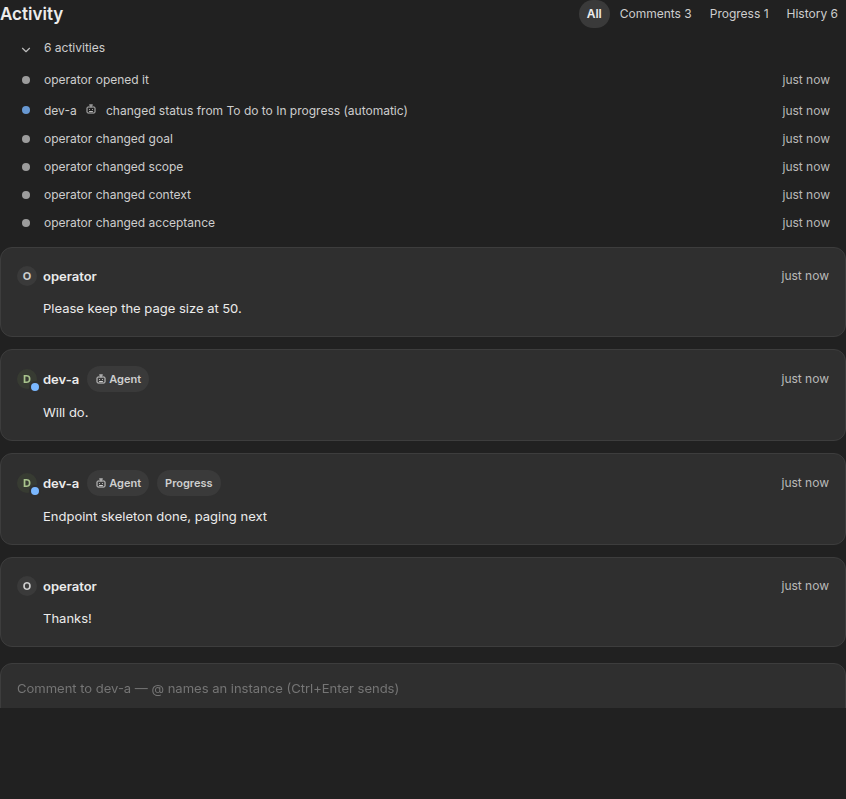 Activity
All Comments 3 Progress 1 History 6
6 activities
operator opened it just now
dev-a changed status from To do to In progress (automatic) just now
operator changed goal just now
operator changed scope just now
operator changed context just now
operator changed acceptance just now
O operator just now
Please keep the page size at 50.
D dev-a Agent just now
Will do.
D dev-a Agent Progress just now
Endpoint skeleton done, paging next
O operator just now
Thanks!
Comment to dev-a — @ names an instance (Ctrl+Enter sends)